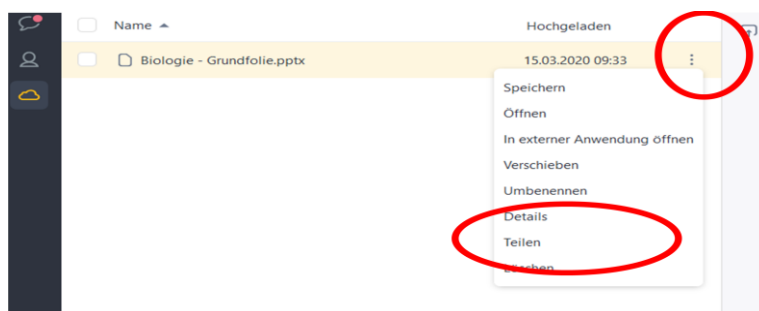 Name Hochgeladen
Biologie - Grundfolie.pptx 15.03.2020 09:33
Speichern
Öffnen
In externer Anwendung öffnen
Verschieben
Umbenennen
Details
Teilen
Löschen